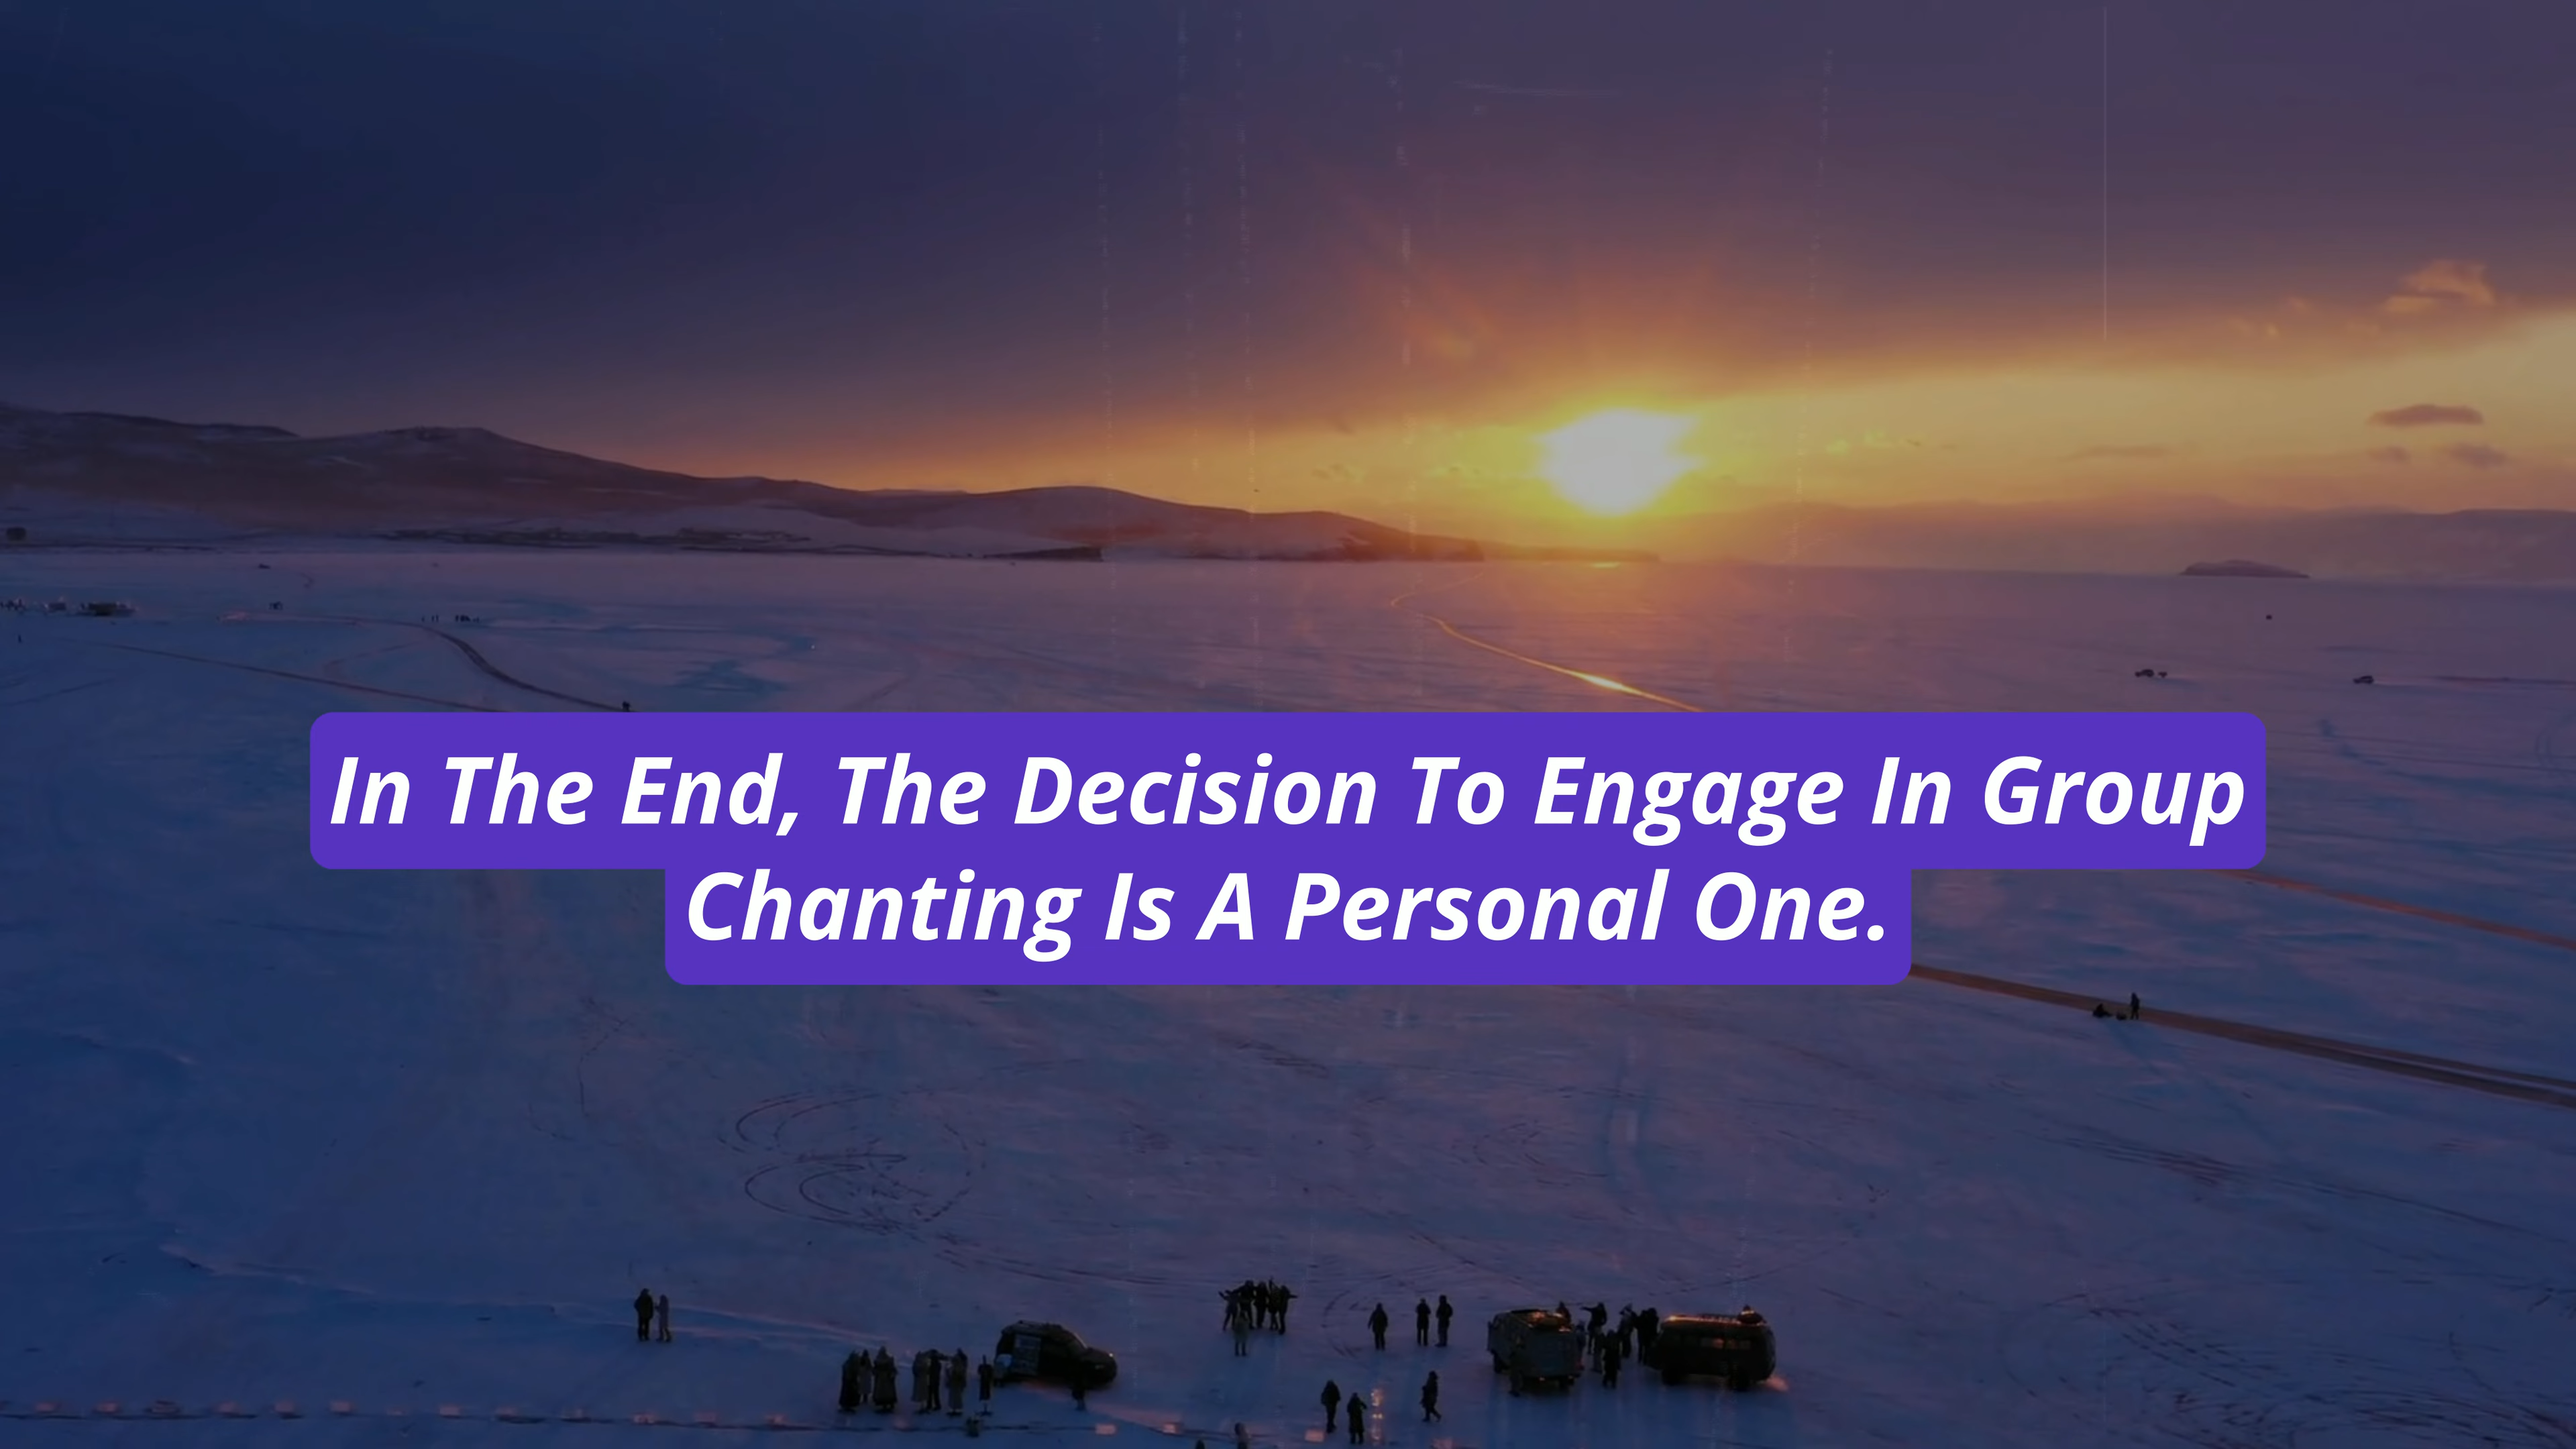 In The End, The Decision To Engage In Group
Chanting Is A Personal One.